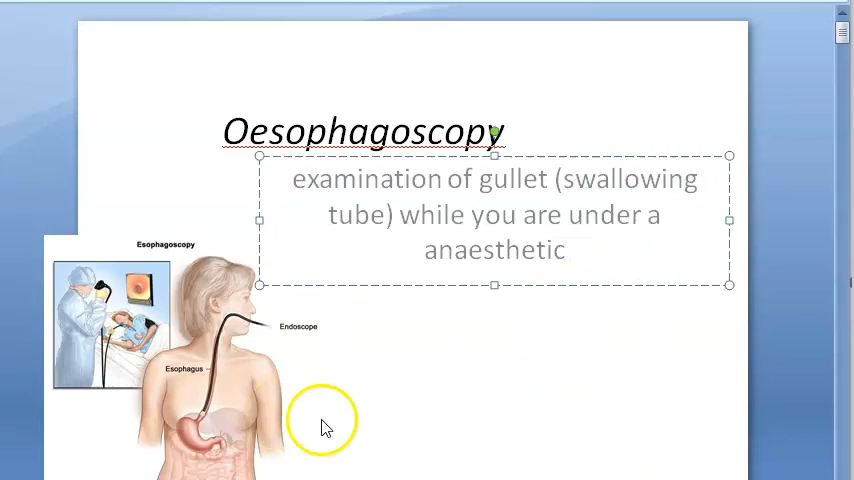 Oesophagoscopy
examination of gullet (swallowing
tube) while you are under a
anaesthetic
Esophagoscopy
Endoscope
Esophagus